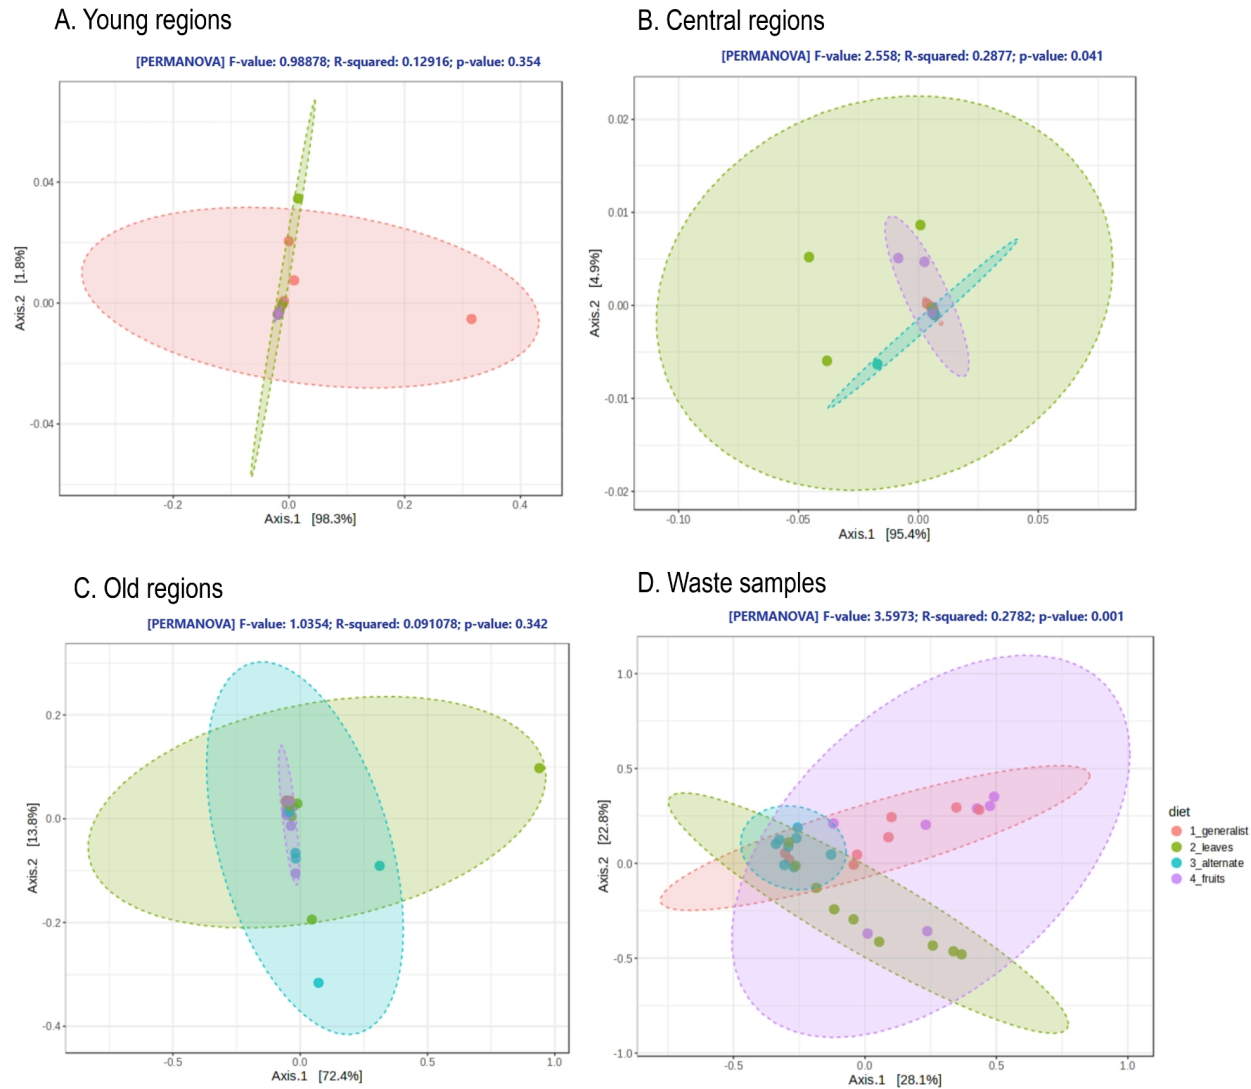 A. Young regions
[PERMANOVA] F-value: 0.98878; R-squared: 0.12916; p-value: 0.354
0.04
0.00
-0.04
Axis.2 [1.8%]
-0.2 0.0 0.2 0.4
Axis.1 [98.3%]
B. Central regions
[PERMANOVA] F-value: 2.558; R-squared: 0.2877; p-value: 0.041
0.02
0.01
0.00
-0.01
-0.02
Axis.2 [4.9%]
-0.10 -0.05 0.00 0.05
Axis.1 [95.4%]
C. Old regions
[PERMANOVA] F-value: 1.0354; R-squared: 0.091078; p-value: 0.342
0.2
0.0
-0.2
-0.4
Axis.2 [13.8%]
-0.5 0.0 0.5 1.0
Axis.1 [72.4%]
D. Waste samples
[PERMANOVA] F-value: 3.5973; R-squared: 0.2782; p-value: 0.001
1.0
0.5
0.0
-0.5
-1.0
Axis.2 [22.8%]
-0.5 0.0 0.5 1.0
Axis.1 [28.1%]
diet
1_generalist
2_leaves
3_alternate
4_fruits